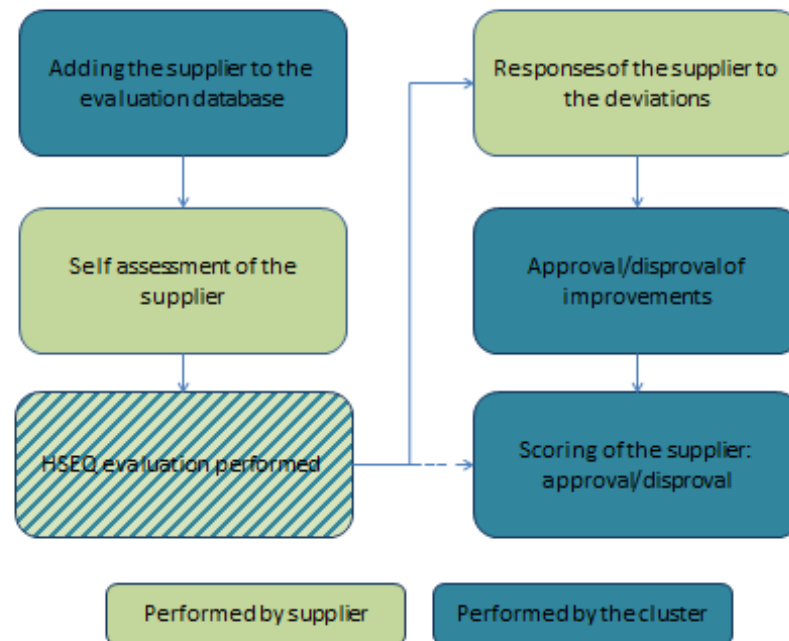 Adding the supplier to the
evaluation database
Self assessment of the
supplier
HSEQ evaluation performed
Responses of the supplier to
the deviations
Approval/disproval of
improvements
Scoring of the supplier:
approval/disproval
Performed by supplier
Performed by the cluster